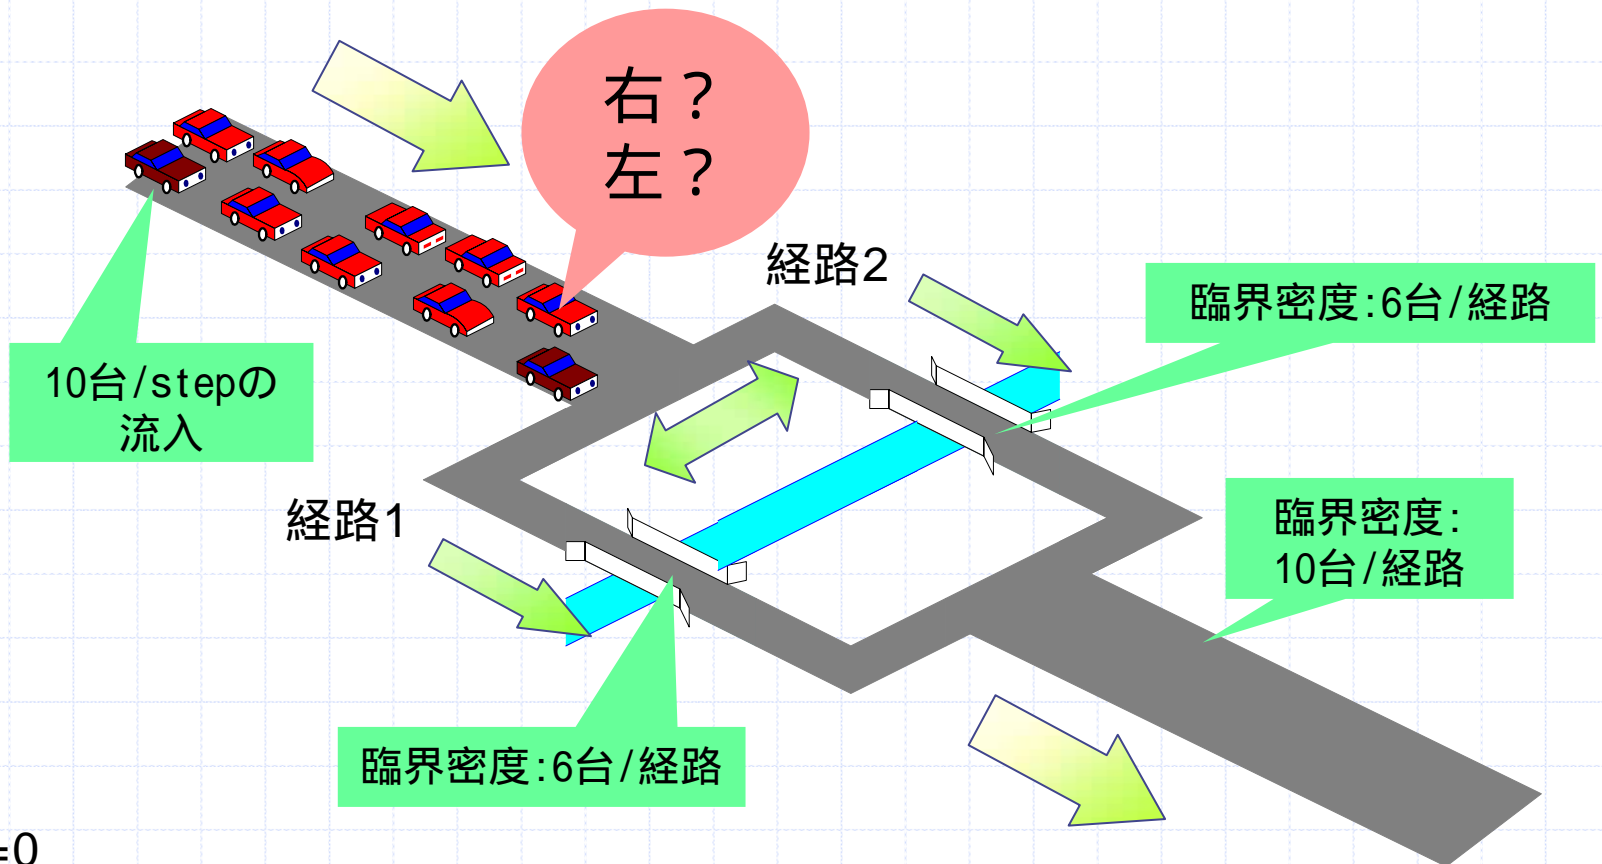 右？
左？
経路2
臨界密度:6台/経路
10台/stepの
流入
経路1
臨界密度:
10台/経路
臨界密度:6台/経路
=0